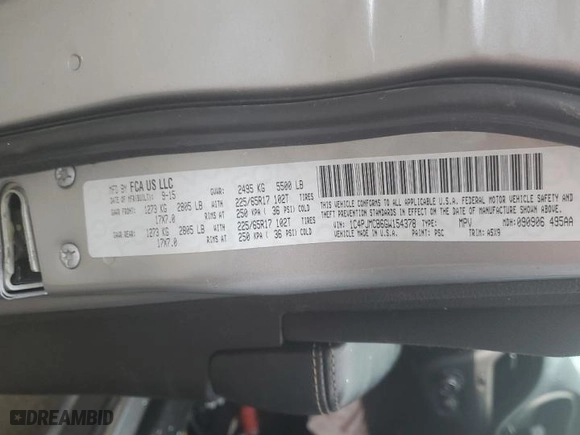 MFD BY FCA US LLC
DATE OF MFR(BUILT): 9-15
GVWR: 2495 KG 5500 LB
GAWR FRONT: 1273 KG 2805 LB WITH 225/65R17 102T TIRES
17X7.0 RIMS AT 250 KPA ( 36 PSI) COLD
GAWR REAR: 1273 KG 2805 LB WITH 225/65R17 102T TIRES
17X7.0 RIMS AT 250 KPA ( 36 PSI) COLD
THIS VEHICLE CONFORMS TO ALL APPLICABLE U.S.A. FEDERAL MOTOR VEHICLE SAFETY,
BUMPER AND THEFT PREVENTION STANDARDS IN EFFECT ON THE DATE OF MANUFACTURE SHOWN ABOVE.
VIN: 1C4PJMCB6GW154378 TYPE: MPV MDH: 090906 495AA
MADE IN U.S.A. PAINT: PSC TRIM: A5X9
DREAMBID